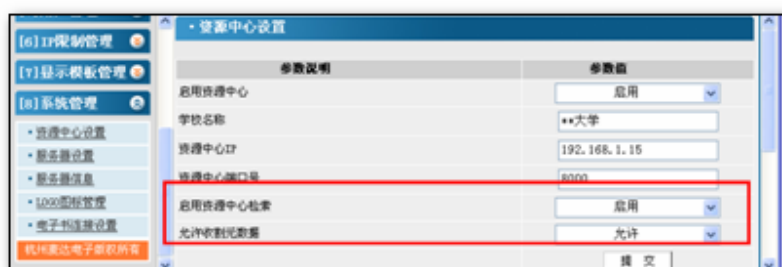 [6]IP限制管理
[7]显示模板管理
[8]系统管理
·资源中心设置
·服务器设置
·服务器信息
·LOGO图标管理
·电子书连接设置
杭州麦达电子版权所有
·资源中心设置
参数说明 参数值
启用资源中心 启用
学校名称 **大学
资源中心IP 192.168.1.15
资源中心端口号 8000
启用资源中心检索 启用
允许收割元数据 允许
提 交